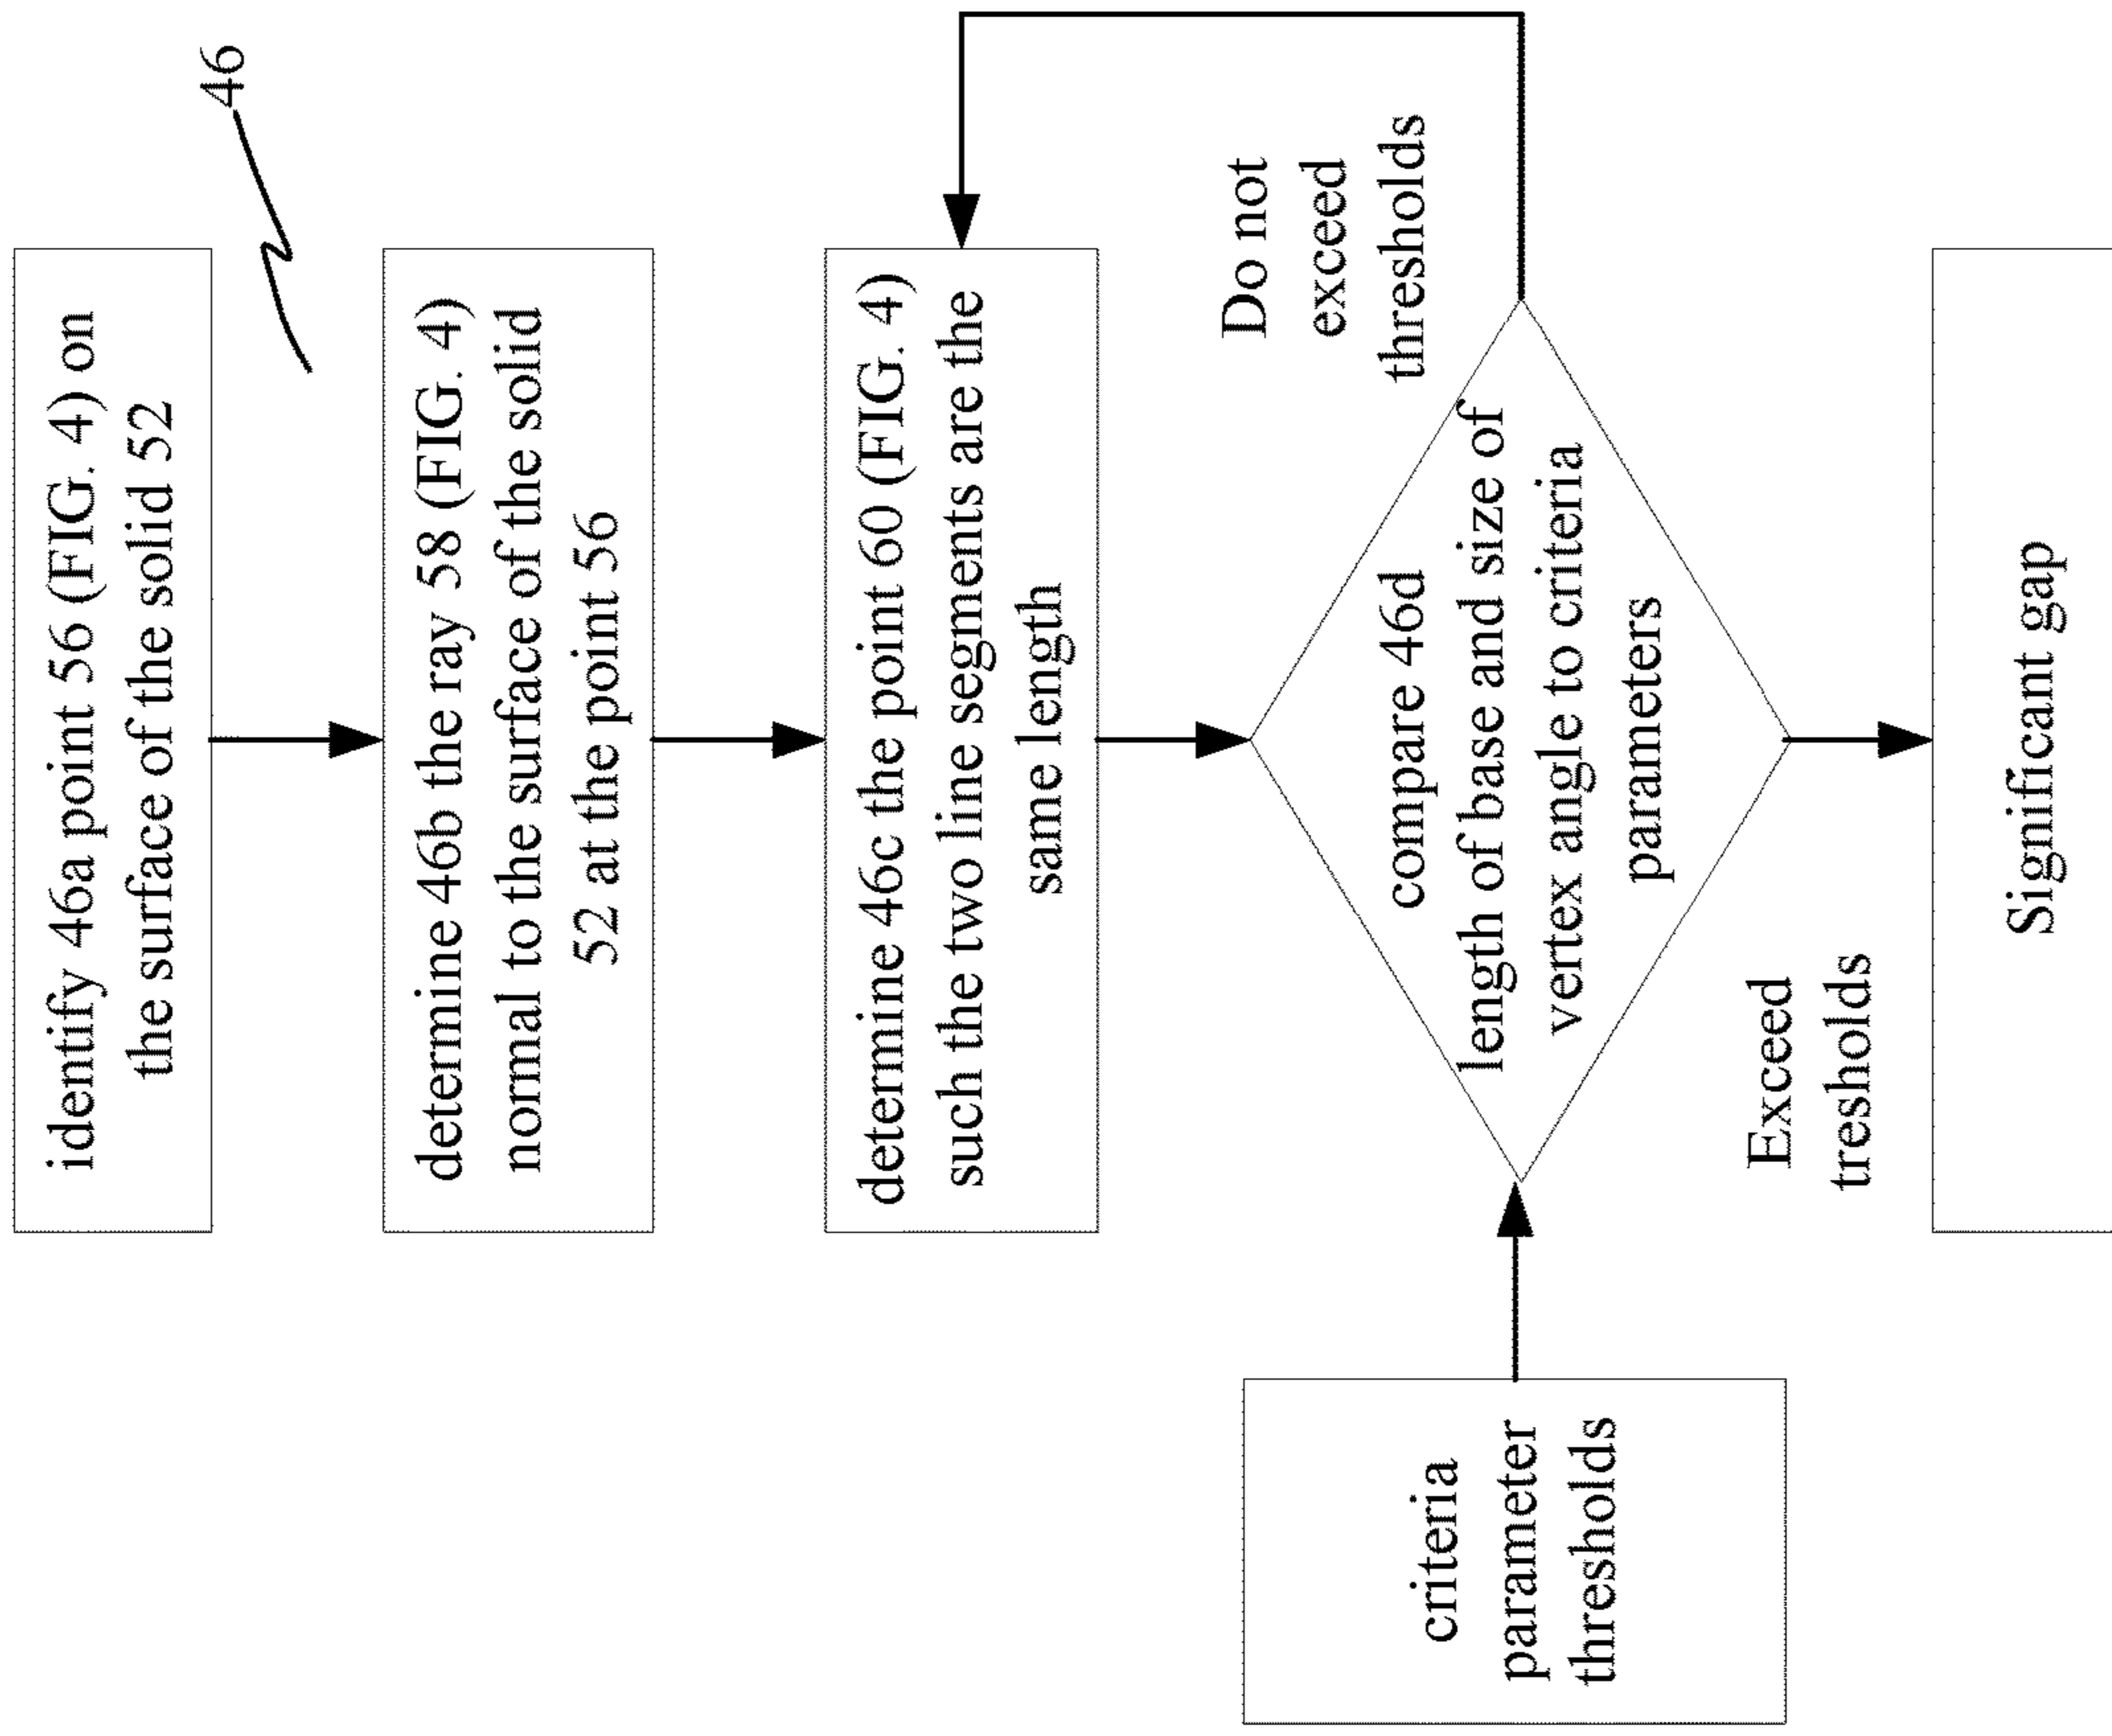 46
identify 46a point 56 (FIG. 4) on
the surface of the solid 52
determine 46b the ray 58 (FIG. 4)
normal to the surface of the solid
52 at the point 56
determine 46c the point 60 (FIG. 4)
such the two line segments are the
same length
compare 46d
length of base and size of
vertex angle to criteria
parameters
Do not
exceed
thresholds
criteria
parameter
thresholds
Exceed
tresholds
Significant gap